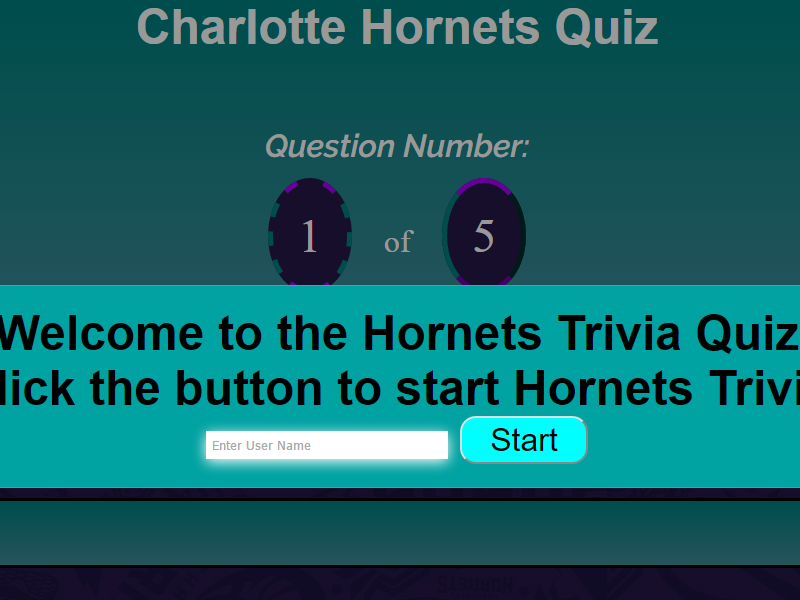 Charlotte Hornets Quiz
Question Number:
1 of 5
Welcome to the Hornets Trivia Quiz
lick the button to start Hornets Trivi
Enter User Name
Start